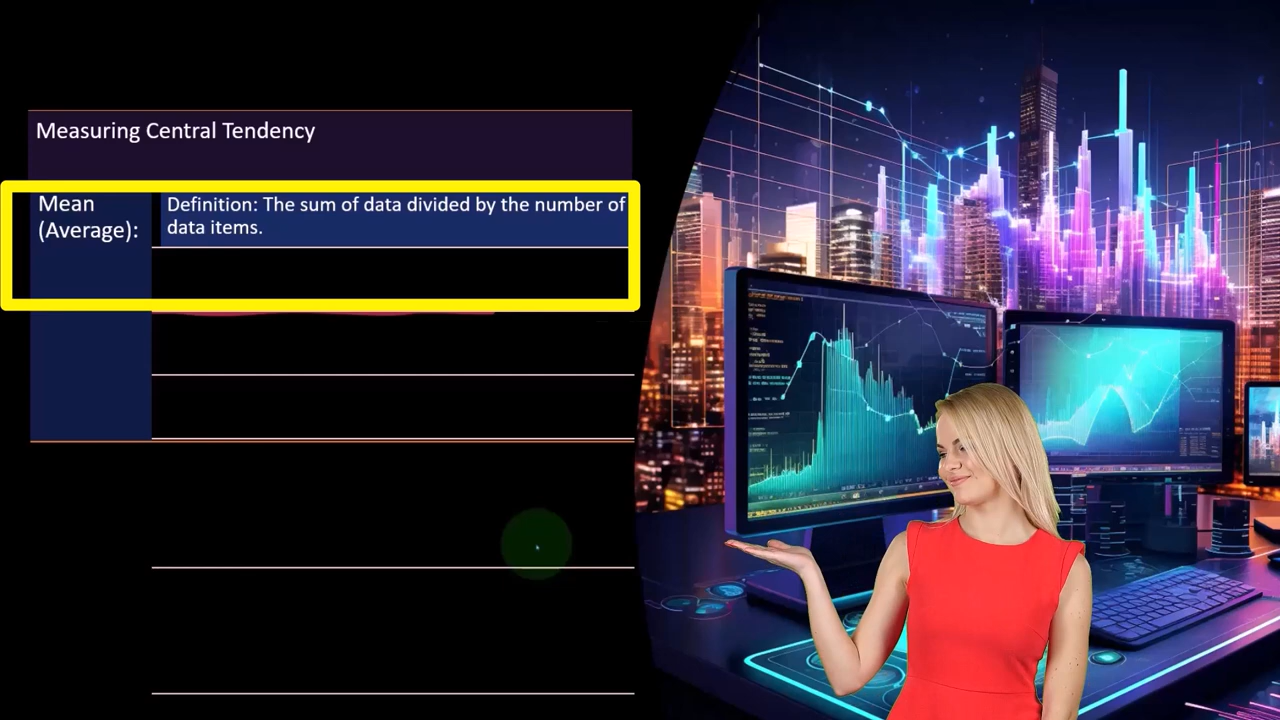 Measuring Central Tendency
Mean
(Average):
Definition: The sum of data divided by the number of
data items.